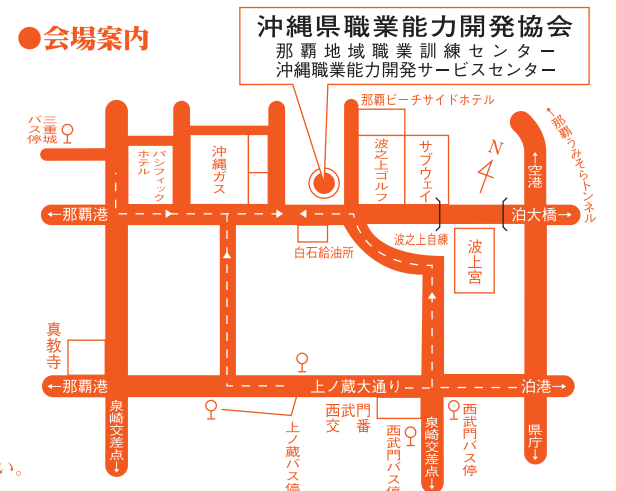 ●会場案内
沖縄県職業能力開発協会
那覇地域職業訓練センター
沖縄職業能力開発サービスセンター
三重城
バス停
パシフィック
ホテル
沖縄ガス
那覇ビーチサイドホテル
波之上ゴルフ
サブウェイ
N
↑那覇うみそらトンネル
↑空港
←那覇港
泊大橋→
白石給油所
波之上自練
波上宮
真教寺
←那覇港
上ノ蔵大通り
泊港→
泉崎交差点↓
上ノ蔵バス停
西武門
交番
西武門バス停
泉崎交差点↓
西武門バス停
県庁↓
い。